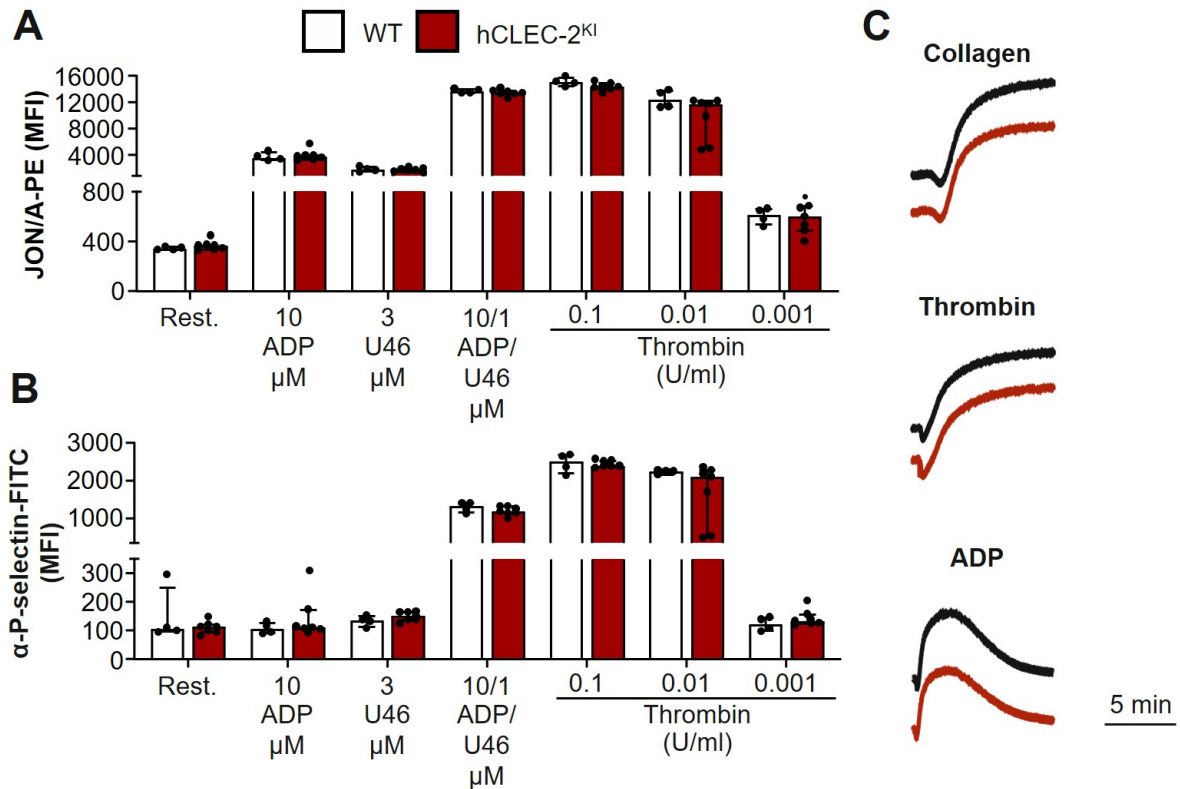 A
WT
hCLEC-2KI
JON/A-PE (MFI)
16000
12000
8000
4000
800
400
0
Rest.
10
ADP
µM
3
U46
µM
10/1
ADP/
U46
µM
0.1
0.01
0.001
Thrombin
(U/ml)
B
α-P-selectin-FITC
(MFI)
3000
2000
1000
300
200
100
0
Rest.
10
ADP
µM
3
U46
µM
10/1
ADP/
U46
µM
0.1
0.01
0.001
Thrombin
(U/ml)
C
Collagen
Thrombin
ADP
5 min